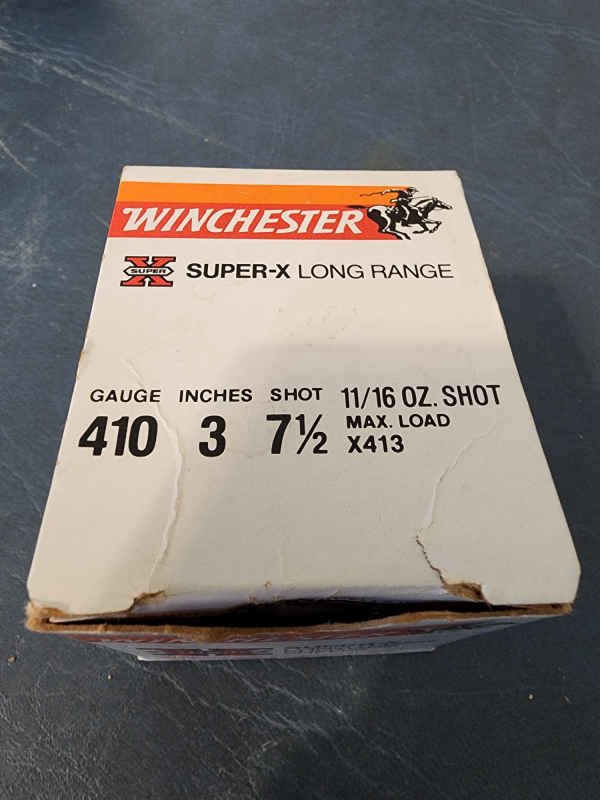 WINCHESTER
SUPER X SUPER-X LONG RANGE
GAUGE INCHES SHOT 11/16 OZ. SHOT
410 3 7½ MAX. LOAD
X413